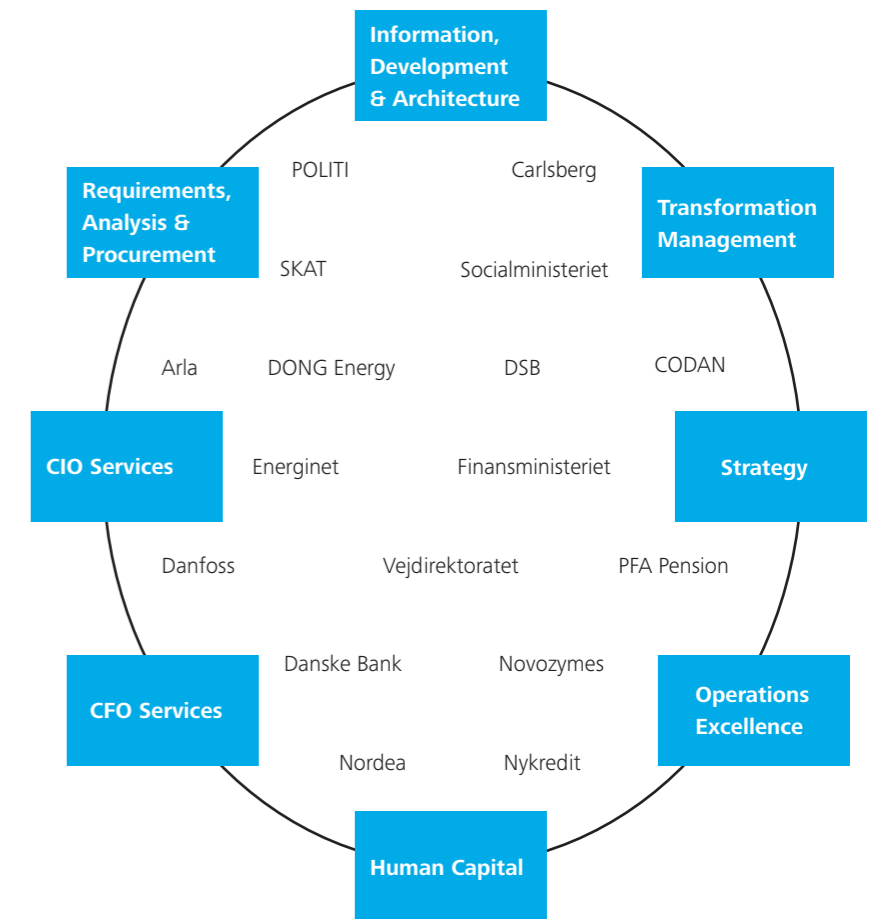 Information,
Development
& Architecture
POLITI
Carlsberg
Requirements,
Analysis &
Procurement
Transformation
Management
SKAT
Socialministeriet
Arla
DONG Energy
DSB
CODAN
CIO Services
Energinet
Finansministeriet
Strategy
Danfoss
Vejdirektoratet
PFA Pension
Danske Bank
Novozymes
CFO Services
Operations
Excellence
Nordea
Nykredit
Human Capital